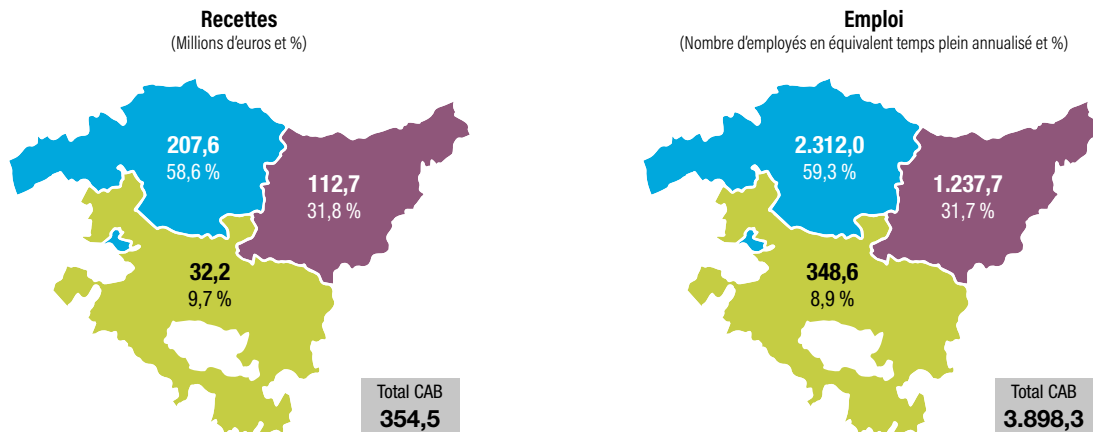 Recettes
(Millions d'euros et %)
207,6
58,6 %
112,7
31,8 %
32,2
9,7 %
Total CAB
354,5
Emploi
(Nombre d'employés en équivalent temps plein annualisé et %)
2.312,0
59,3 %
1.237,7
31,7 %
348,6
8,9 %
Total CAB
3.898,3